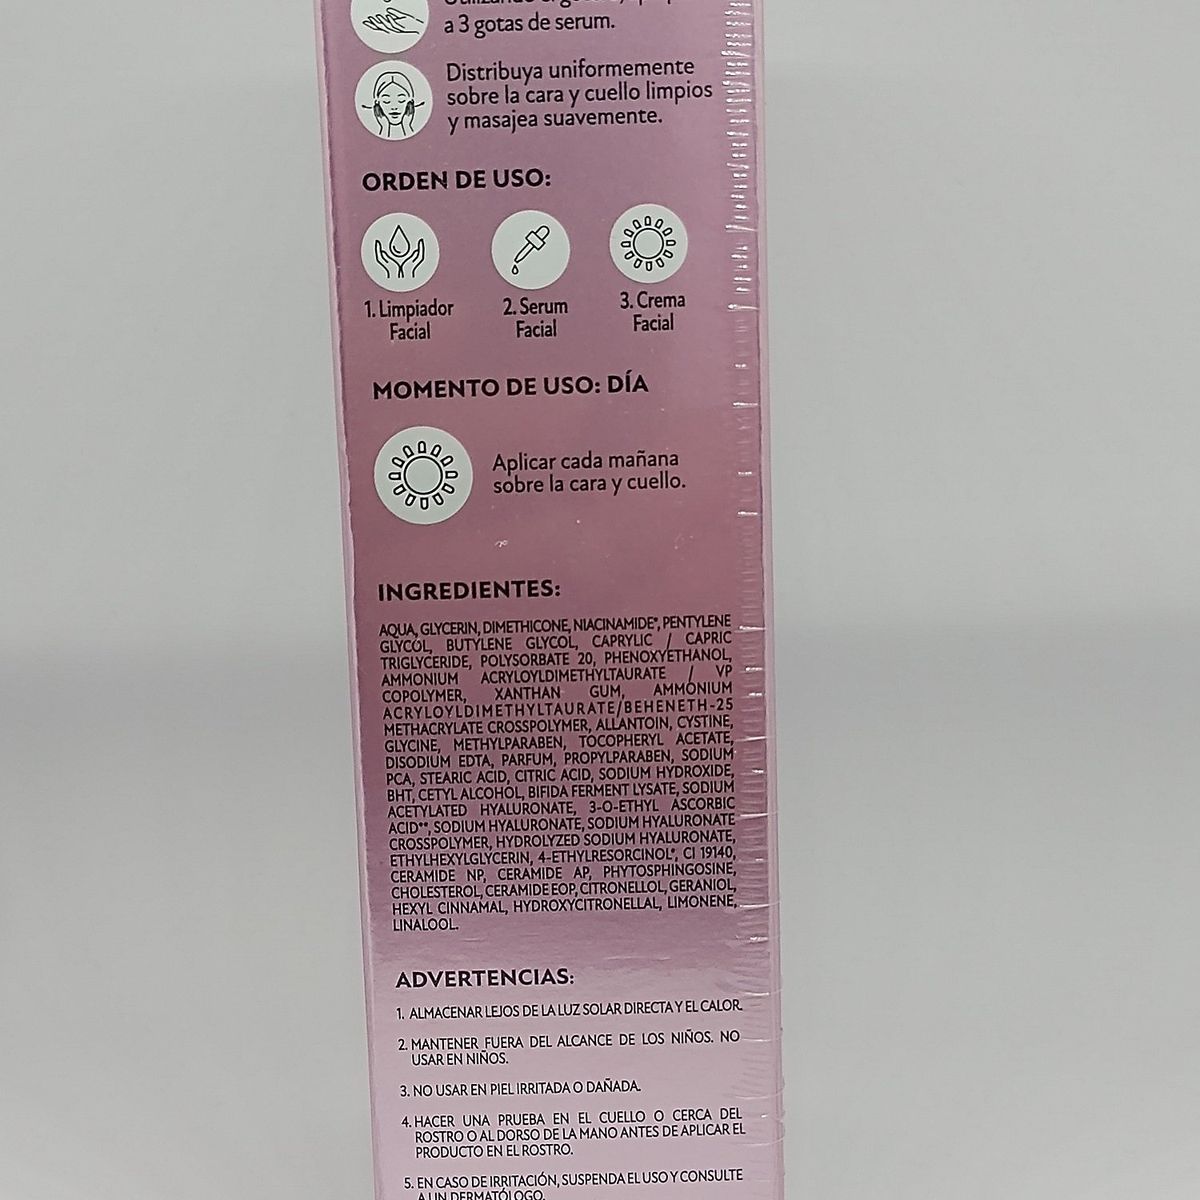 a 3 gotas de serum.
Distribuya uniformemente
sobre la cara y cuello limpios
y masajea suavemente.
ORDEN DE USO:
1. Limpiador
Facial
2. Serum
Facial
3. Crema
Facial
MOMENTO DE USO: DÍA
Aplicar cada mañana
sobre la cara y cuello.
INGREDIENTES:
AQUA, GLYCERIN, DIMETHICONE, NIACINAMIDE*, PENTYLENE
GLYCOL, BUTYLENE GLYCOL, CAPRYLIC / CAPRIC
TRIGLYCERIDE, POLYSORBATE 20, PHENOXYETHANOL,
AMMONIUM ACRYLOYLDIMETHYLTAURATE / VP
COPOLYMER, XANTHAN GUM, AMMONIUM
ACRYLOYLDIMETHYLTAURATE/BEHENETH-25
METHACRYLATE CROSSPOLYMER, ALLANTOIN, CYSTINE,
GLYCINE, METHYLPARABEN, TOCOPHERYL ACETATE,
DISODIUM EDTA, PARFUM, PROPYLPARABEN, SODIUM
PCA, STEARIC ACID, CITRIC ACID, SODIUM HYDROXIDE,
BHT, CETYL ALCOHOL, BIFIDA FERMENT LYSATE, SODIUM
ACETYLATED HYALURONATE, 3-O-ETHYL ASCORBIC
ACID**, SODIUM HYALURONATE, SODIUM HYALURONATE
CROSSPOLYMER, HYDROLYZED SODIUM HYALURONATE,
ETHYLHEXYLGLYCERIN, 4-ETHYLRESORCINOL*, CI 19140,
CERAMIDE NP, CERAMIDE AP, PHYTOSPHINGOSINE,
CHOLESTEROL, CERAMIDE EOP, CITRONELLOL, GERANIOL,
HEXYL CINNAMAL, HYDROXYCITRONELLAL, LIMONENE,
LINALOOL.
ADVERTENCIAS:
1. ALMACENAR LEJOS DE LA LUZ SOLAR DIRECTA Y EL CALOR.
2. MANTENER FUERA DEL ALCANCE DE LOS NIÑOS. NO
USAR EN NIÑOS.
3. NO USAR EN PIEL IRRITADA O DAÑADA.
4. HACER UNA PRUEBA EN EL CUELLO O CERCA DEL
ROSTRO O AL DORSO DE LA MANO ANTES DE APLICAR EL
PRODUCTO EN EL ROSTRO.
5. EN CASO DE IRRITACIÓN, SUSPENDA EL USO Y CONSULTE
A UN DERMATÓLOGO.